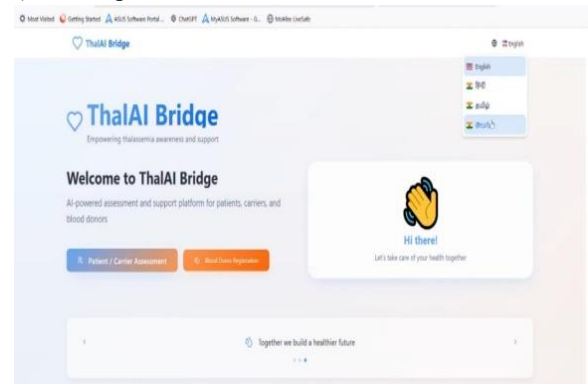 Most Visited Getting Started ASUS Software Portal... ChatGPT MyASUS Software - G... McAfee LiveSafe
ThalAI Bridge
English
English
हिंदी
தமிழ்
తెలుగు
ThalAI Bridge
Empowering thalassemia awareness and support
Welcome to ThalAI Bridge
AI-powered assessment and support platform for patients, carriers, and
blood donors
Patient / Carrier Assessment
Blood Donor Registration
Hi there!
Let's take care of your health together
Together we build a healthier future